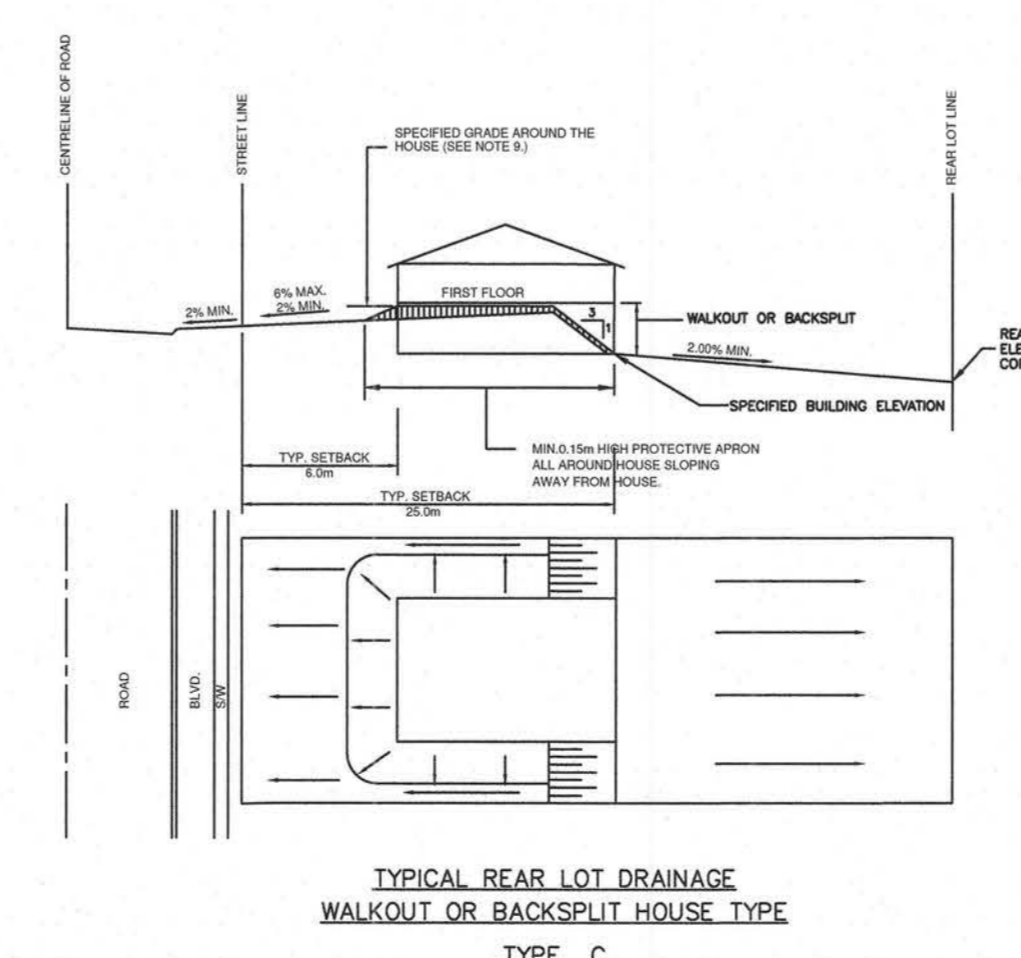 CENTRELINE OF ROAD
STREET LINE
REAR LOT LINE
SPECIFIED GRADE AROUND THE
HOUSE (SEE NOTE 9.)
6% MAX.
2% MIN.
2% MIN.
FIRST FLOOR
3
1
WALKOUT OR BACKSPLIT
2.00% MIN.
SPECIFIED BUILDING ELEVATION
MIN.0.15m HIGH PROTECTIVE APRON
ALL AROUND HOUSE SLOPING
AWAY FROM HOUSE.
TYP. SETBACK
6.0m
TYP. SETBACK
25.0m
ROAD
BLVD.
S/W
TYPICAL REAR LOT DRAINAGE
WALKOUT OR BACKSPLIT HOUSE TYPE
TYPE C